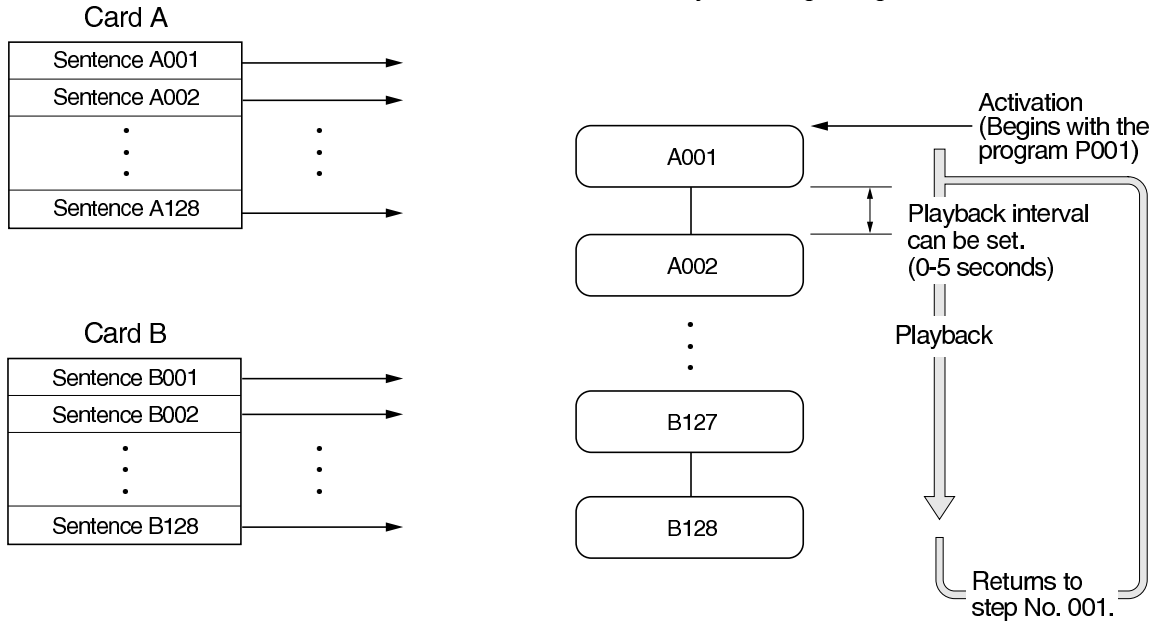 Card A
Sentence A001
Sentence A002
Sentence A128
Card B
Sentence B001
Sentence B002
Sentence B128
A001
A002
B127
B128
Activation
(Begins with the
program P001)
Playback interval
can be set.
(0-5 seconds)
Playback
Returns to
step No. 001.